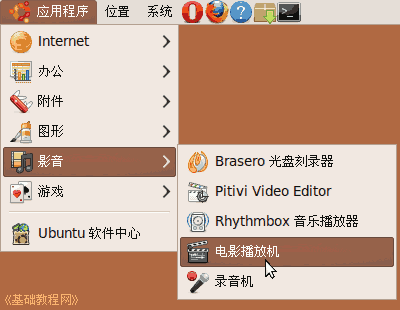 应用程序 位置 系统
Internet
办公
附件
图形
影音
游戏
Ubuntu 软件中心
Brasero 光盘刻录器
Pitivi Video Editor
Rhythmbox 音乐播放器
电影播放机
录音机
《基础教程网》